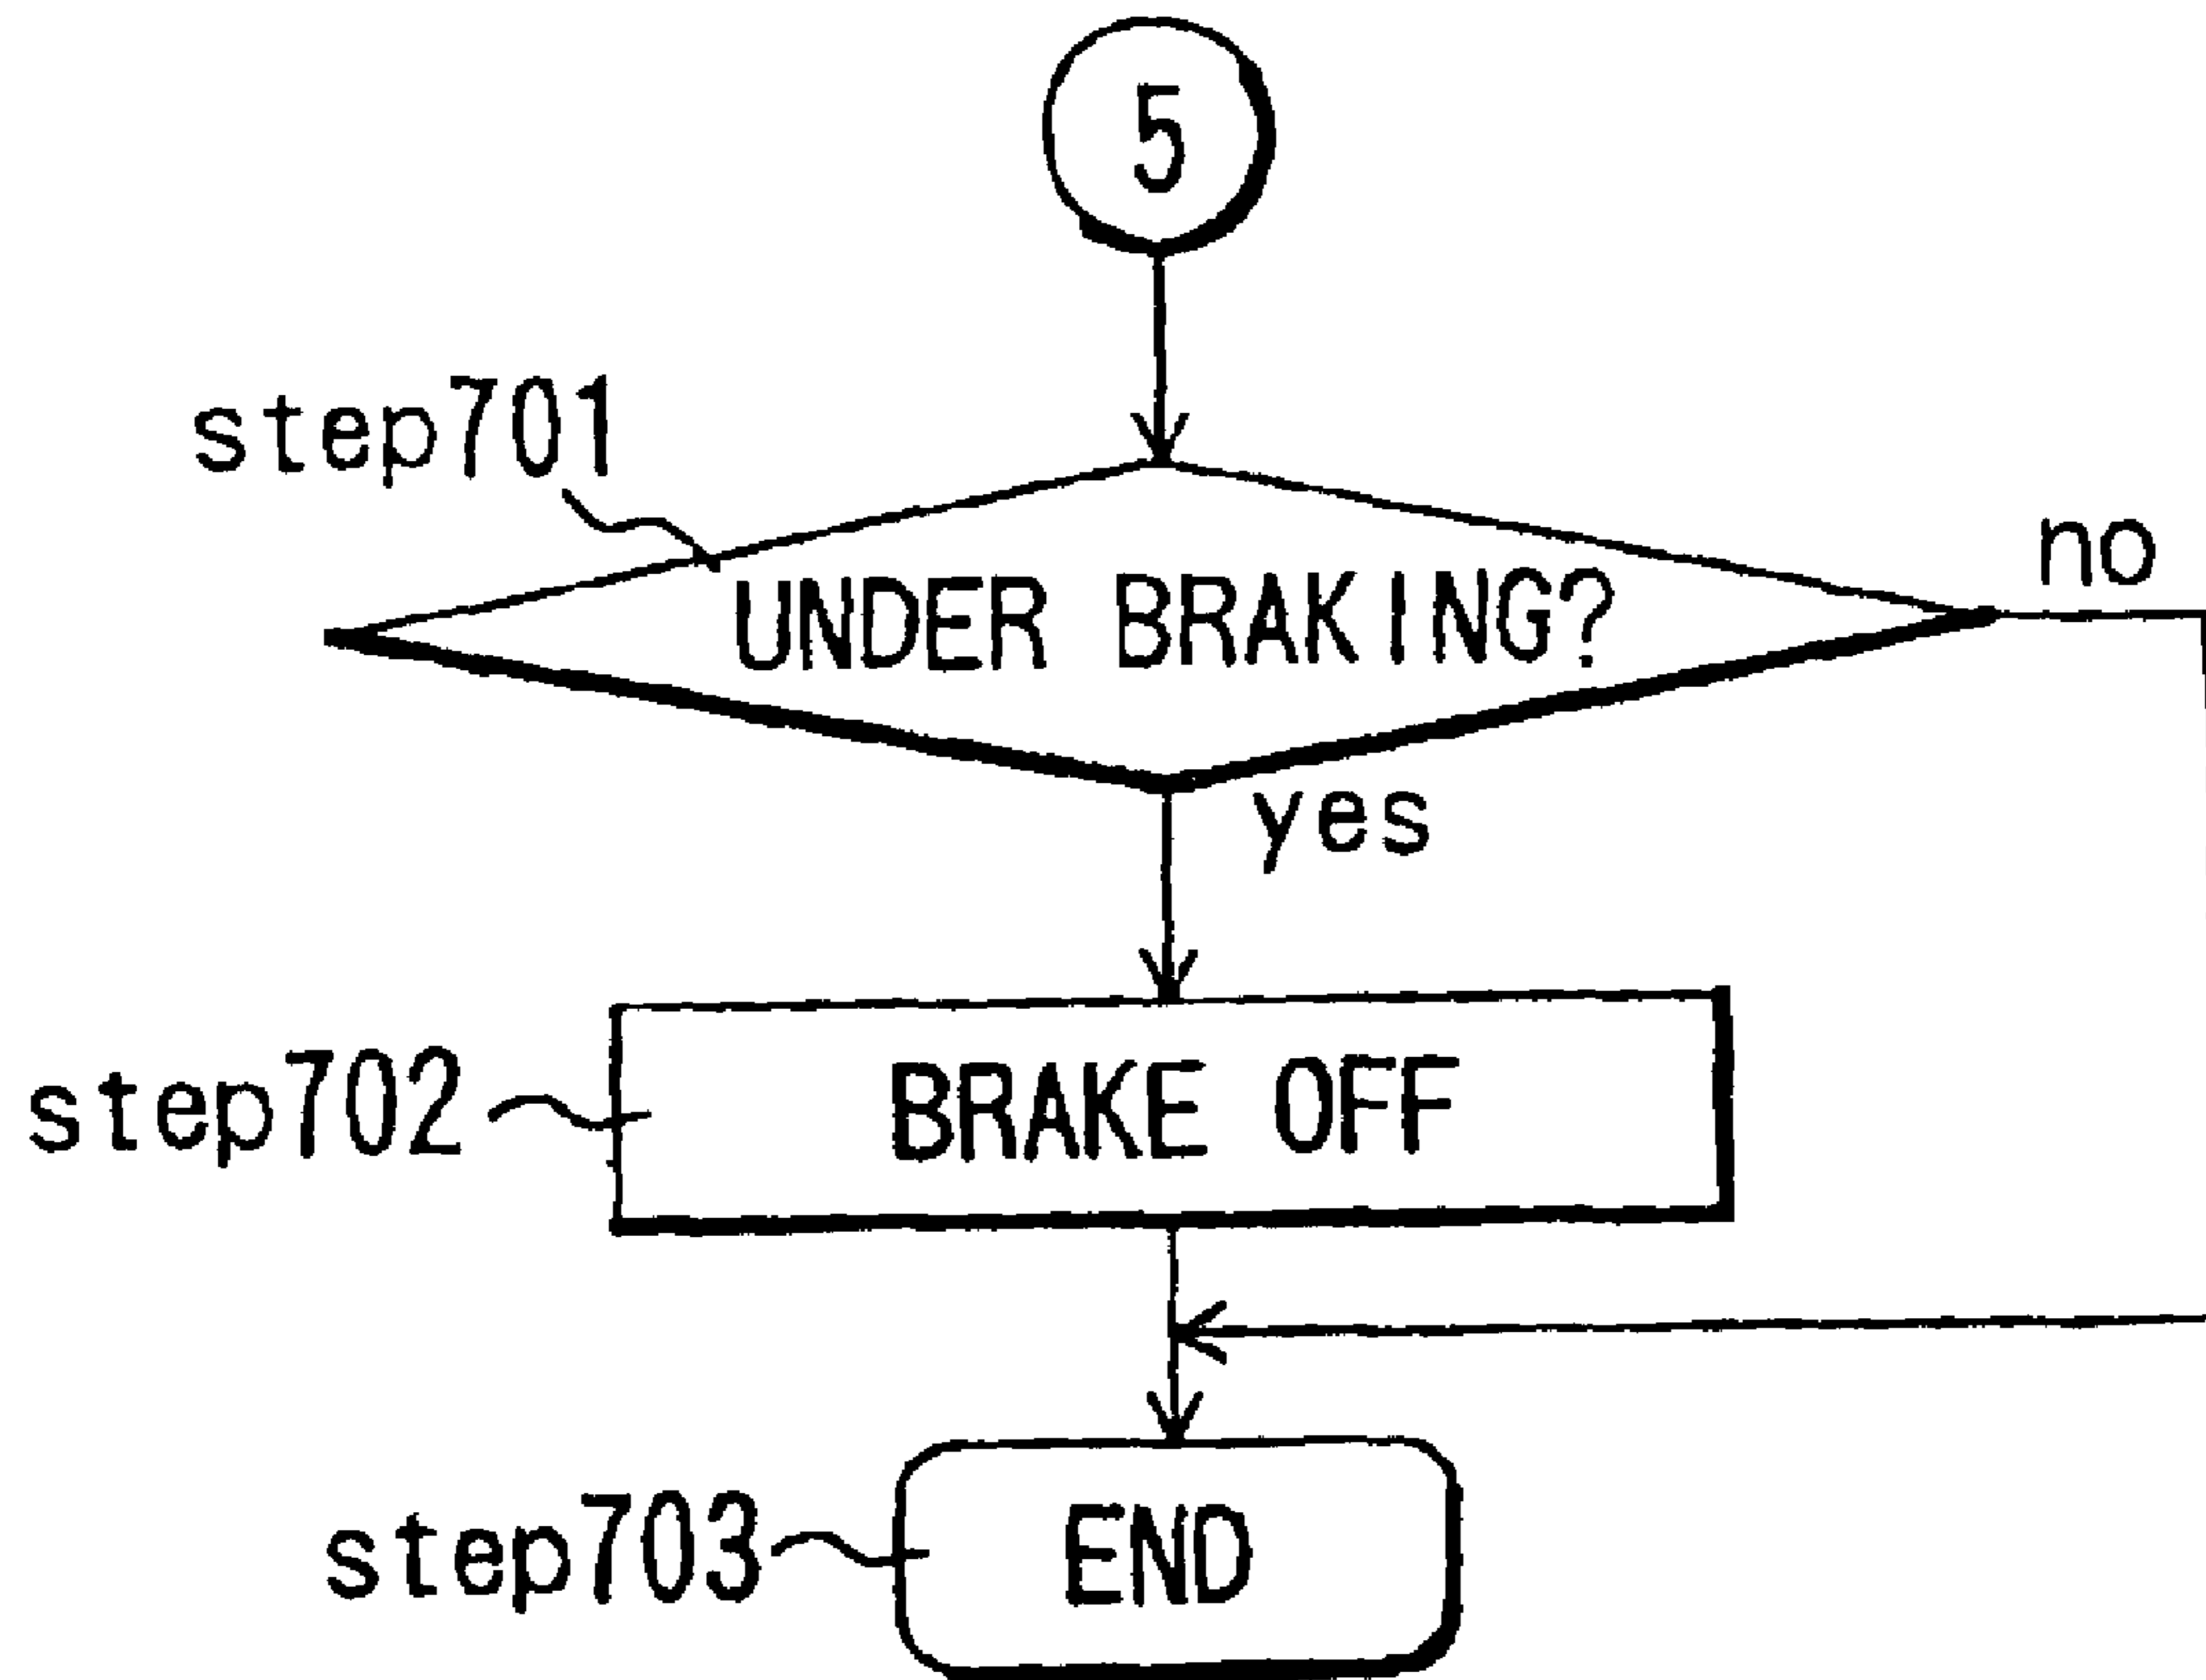 5
step701
no
UNDER BRAKING?
yes
step702
BRAKE OFF
step703
END